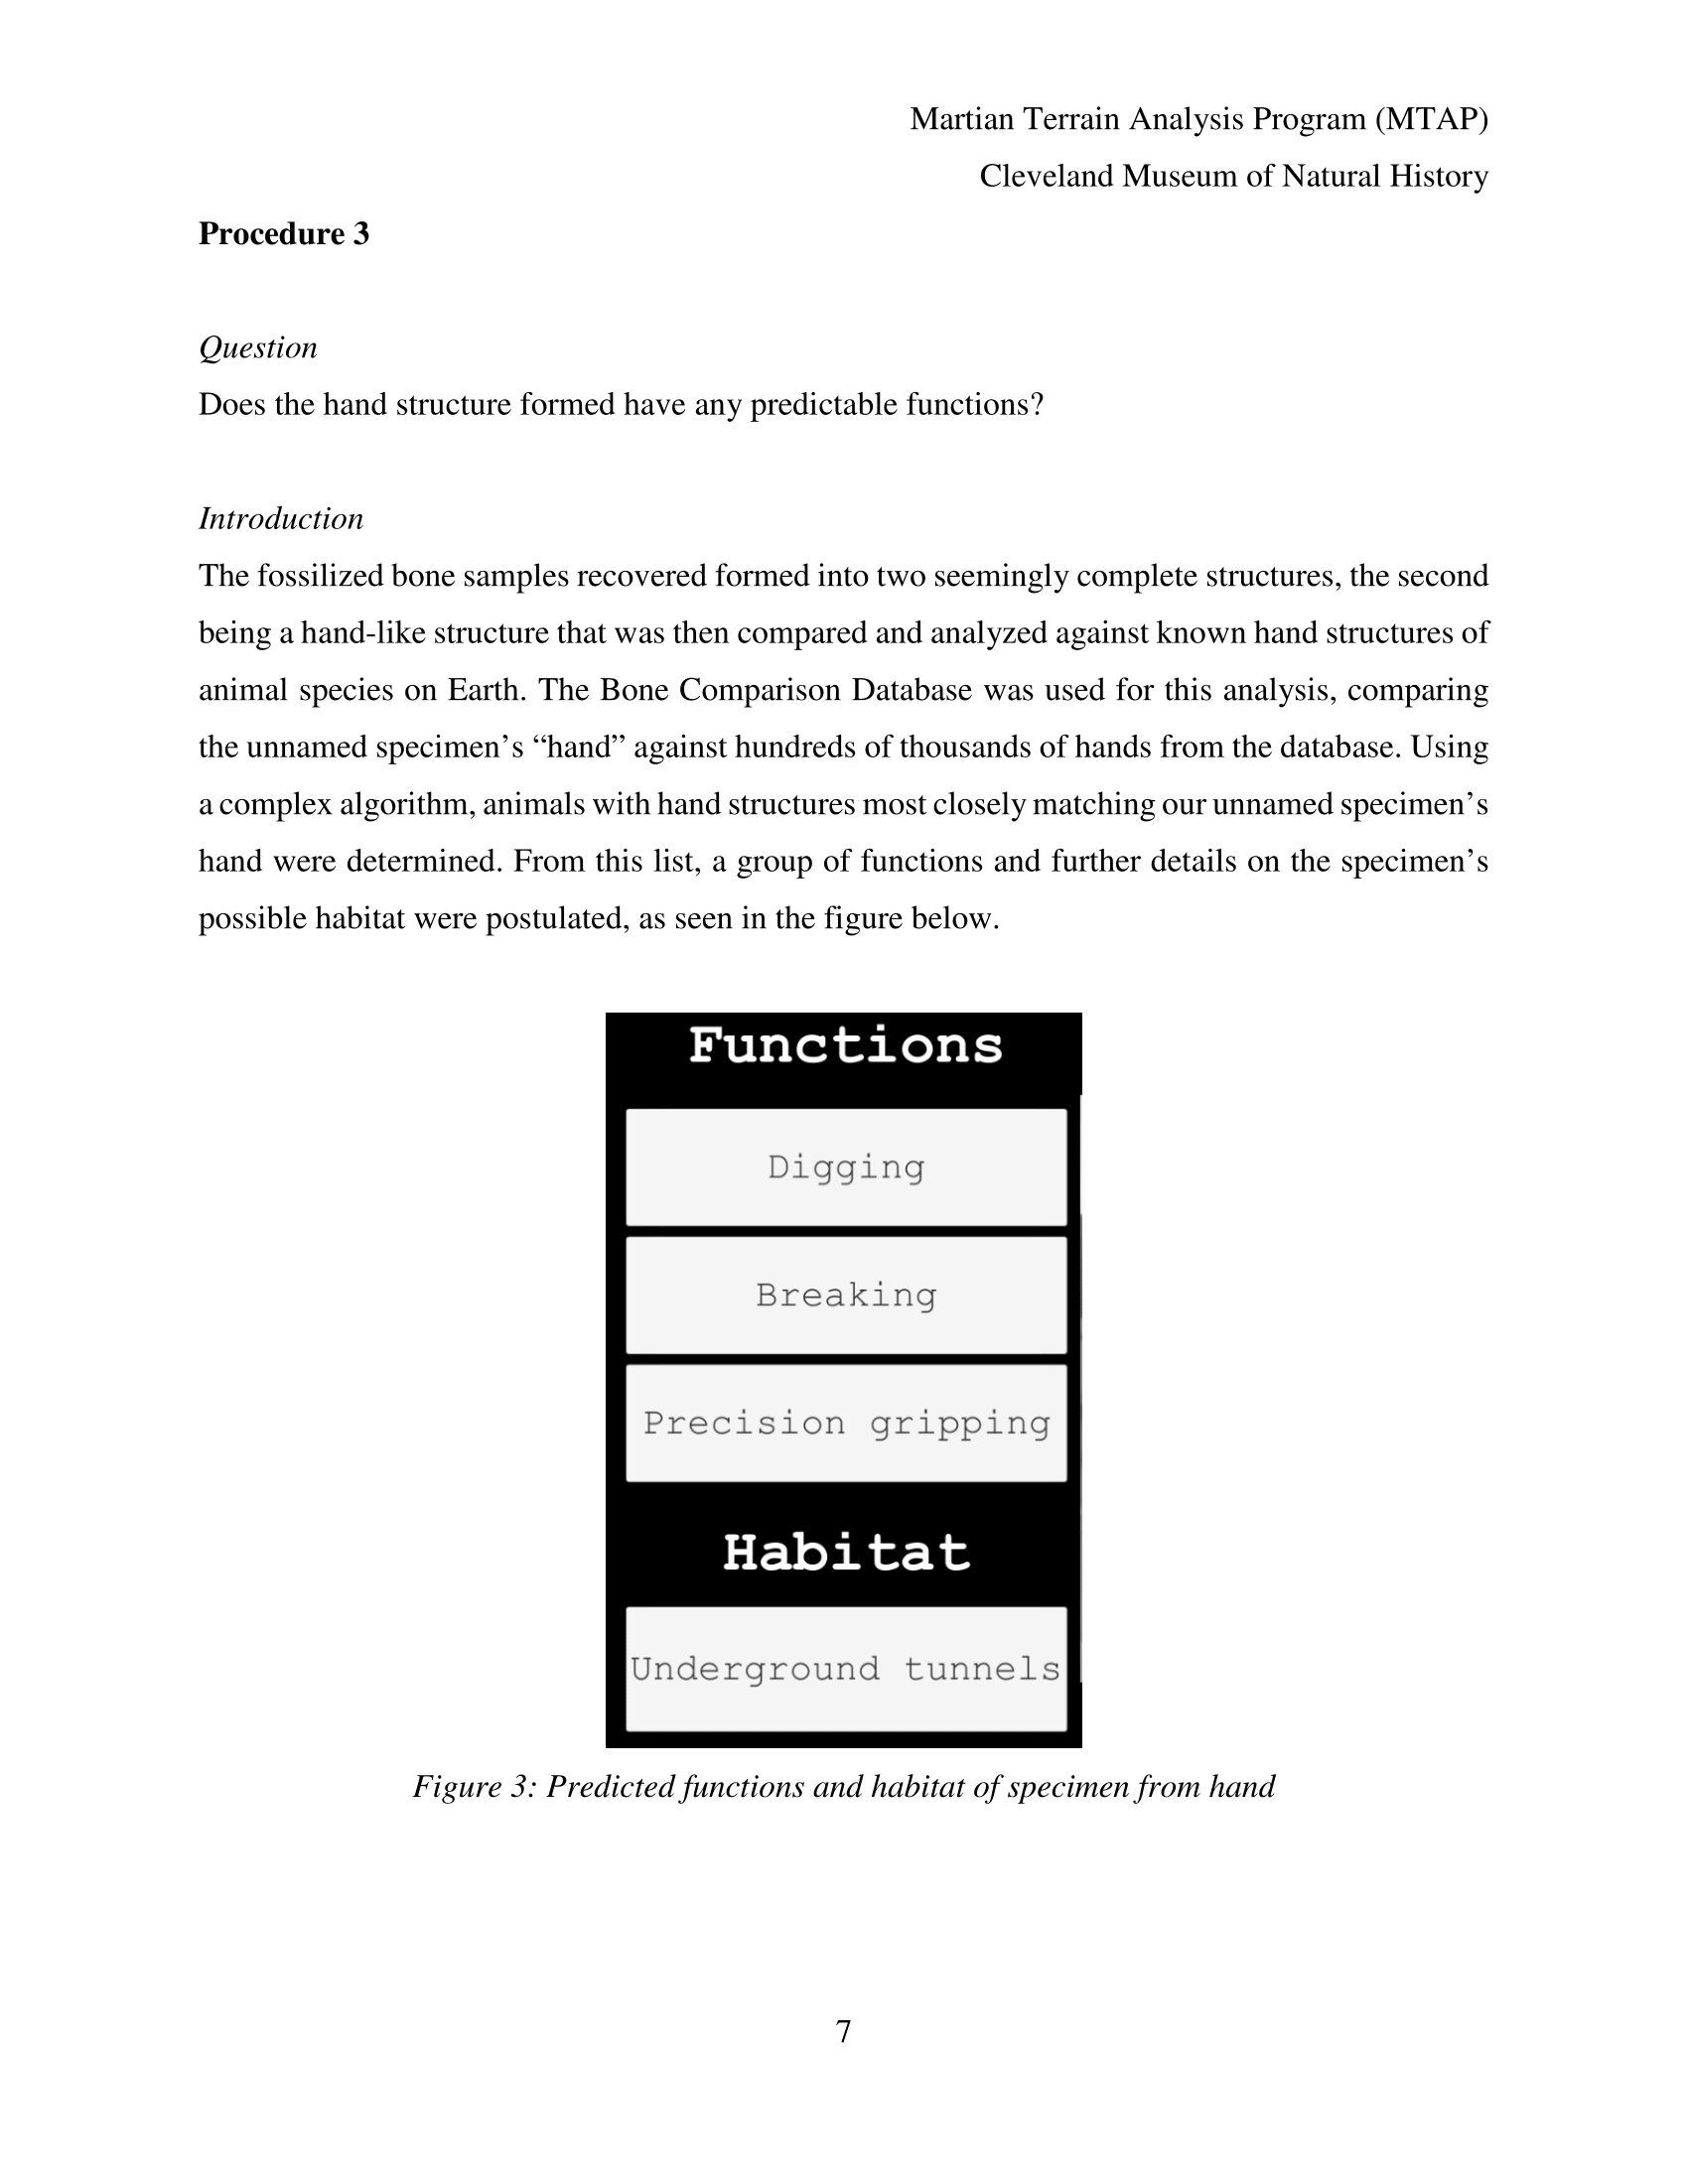 Martian Terrain Analysis Program (MTAP)
Cleveland Museum of Natural History
Procedure 3
Question
Does the hand structure formed have any predictable functions?
Introduction
The fossilized bone samples recovered formed into two seemingly complete structures, the second
being a hand-like structure that was then compared and analyzed against known hand structures of
animal species on Earth. The Bone Comparison Database was used for this analysis, comparing
the unnamed specimen’s “hand” against hundreds of thousands of hands from the database. Using
a complex algorithm, animals with hand structures most closely matching our unnamed specimen’s
hand were determined. From this list, a group of functions and further details on the specimen’s
possible habitat were postulated, as seen in the figure below.
Functions
Digging
Breaking
Precision gripping
Habitat
Underground tunnels
Figure 3: Predicted functions and habitat of specimen from hand
7